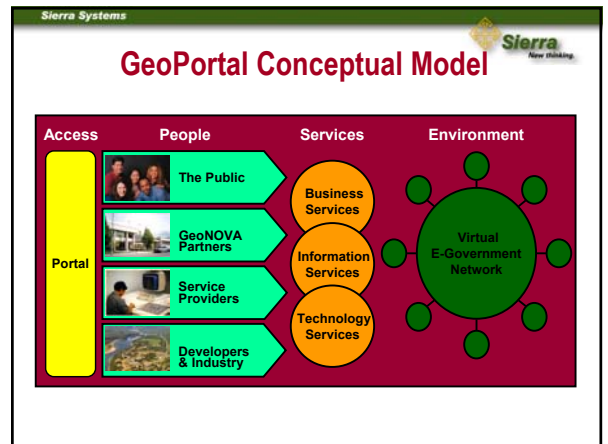 Sierra Systems
Sierra
New thinking.
GeoPortal Conceptual Model
Access People Services Environment
Portal
The Public
GeoNOVA
Partners
Service
Providers
Developers
& Industry
Business
Services
Information
Services
Technology
Services
Virtual
E-Government
Network